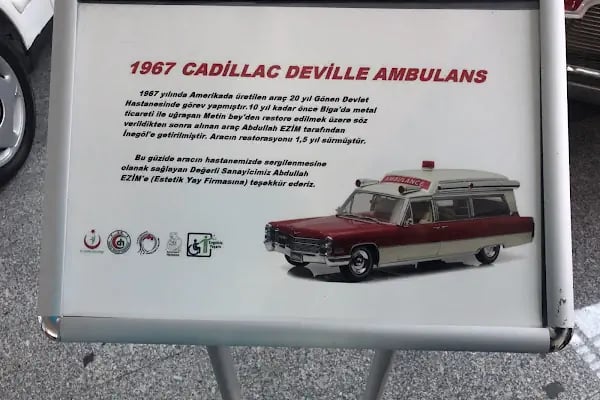 1967 CADİLLAC DEVİLLE AMBULANS
1967 yılında Amerikada üretilen araç 20 yıl Gönen Devlet
Hastanesinde görev yapmıştır.10 yıl kadar önce Biga'da metal
ticareti ile uğraşan Metin bey'den restore edilmek üzere söz
verildikten sonra alınan araç Abdullah EZİM tarafından
İnegöl'e getirilmiştir. Aracın restorasyonu 1,5 yıl sürmüştür.
Bu güzide aracın hastanemizde sergilenmesine
olanak sağlayan Değerli Sanayicimiz Abdullah
EZİM'e (Estetik Yay Firmasına) teşekkür ederiz.
AMBULANCE